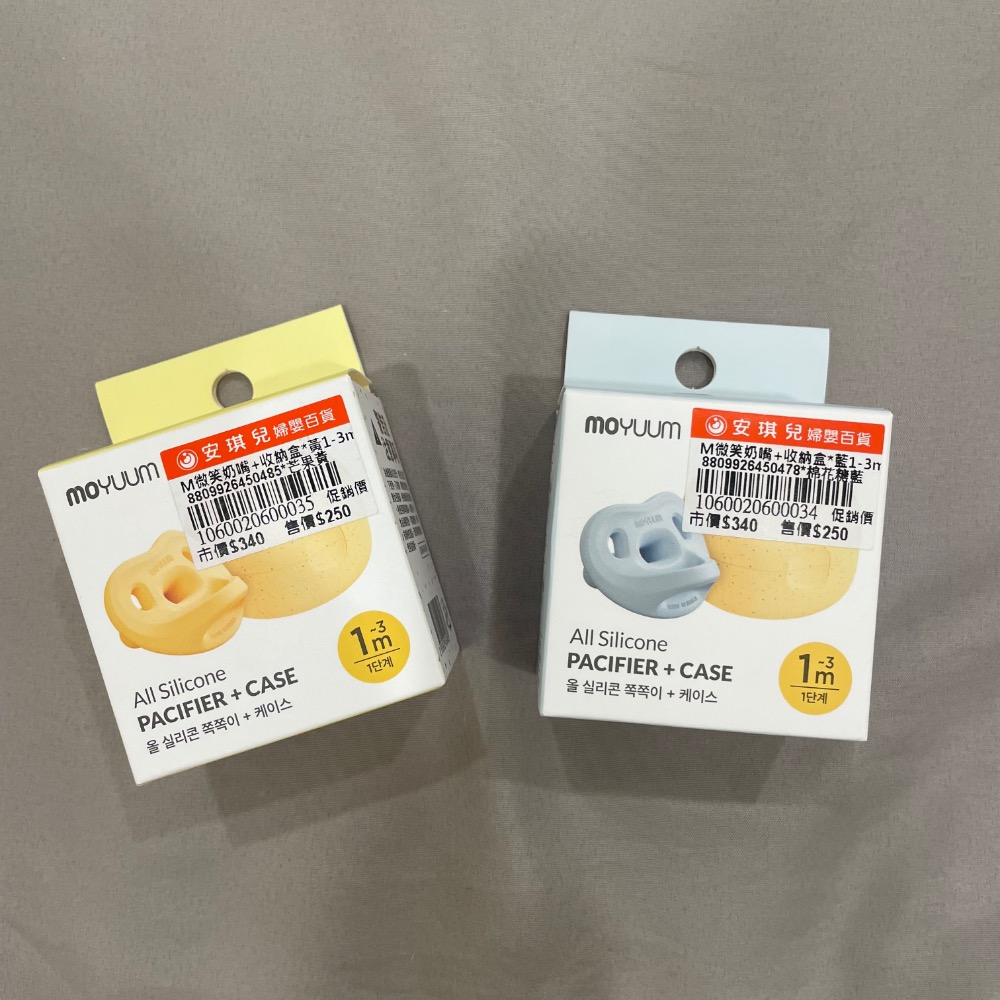 安琪兒婦嬰百貨
M微笑奶嘴+收納盒*黃1-3m
8809926450485*芒果黃
1060020600035 促銷價
市價$340 售價$250
MOYUUM
All Silicone
PACIFIER + CASE
올 실리콘 쪽쪽이 + 케이스
1~3m
1단계
安琪兒婦嬰百貨
M微笑奶嘴+收納盒*藍1-3m
8809926450478*棉花糖藍
1060020600034 促銷價
市價$340 售價$250
MOYUUM
MOYUUM
All Silicone
PACIFIER + CASE
올 실리콘 쪽쪽이 + 케이스
1~3m
1단계